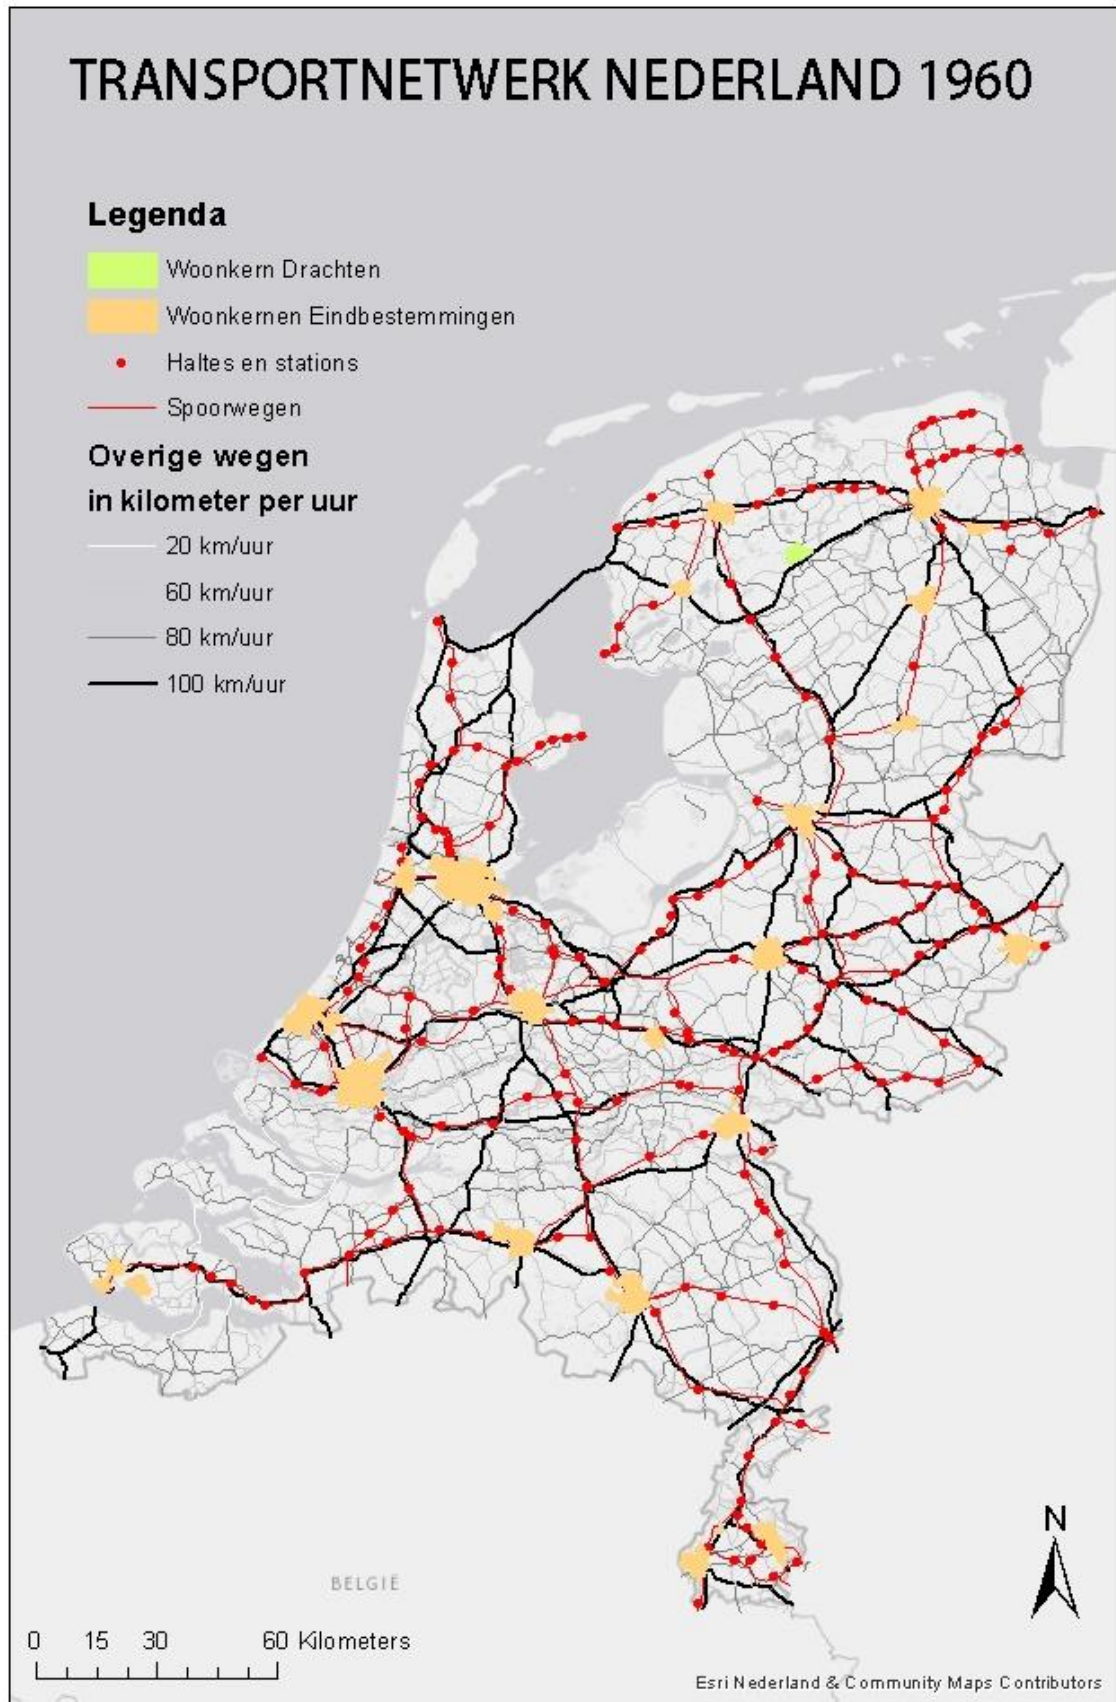 TRANSPORTNETWERK NEDERLAND 1960
Legenda
Woonkern Drachten
Woonkernen Eindbestemmingen
Haltes en stations
Spoorwegen
Overige wegen
in kilometer per uur
20 km/uur
60 km/uur
80 km/uur
100 km/uur
BELGIË
N
0 15 30 60 Kilometers
Esri Nederland & Community Maps Contributors